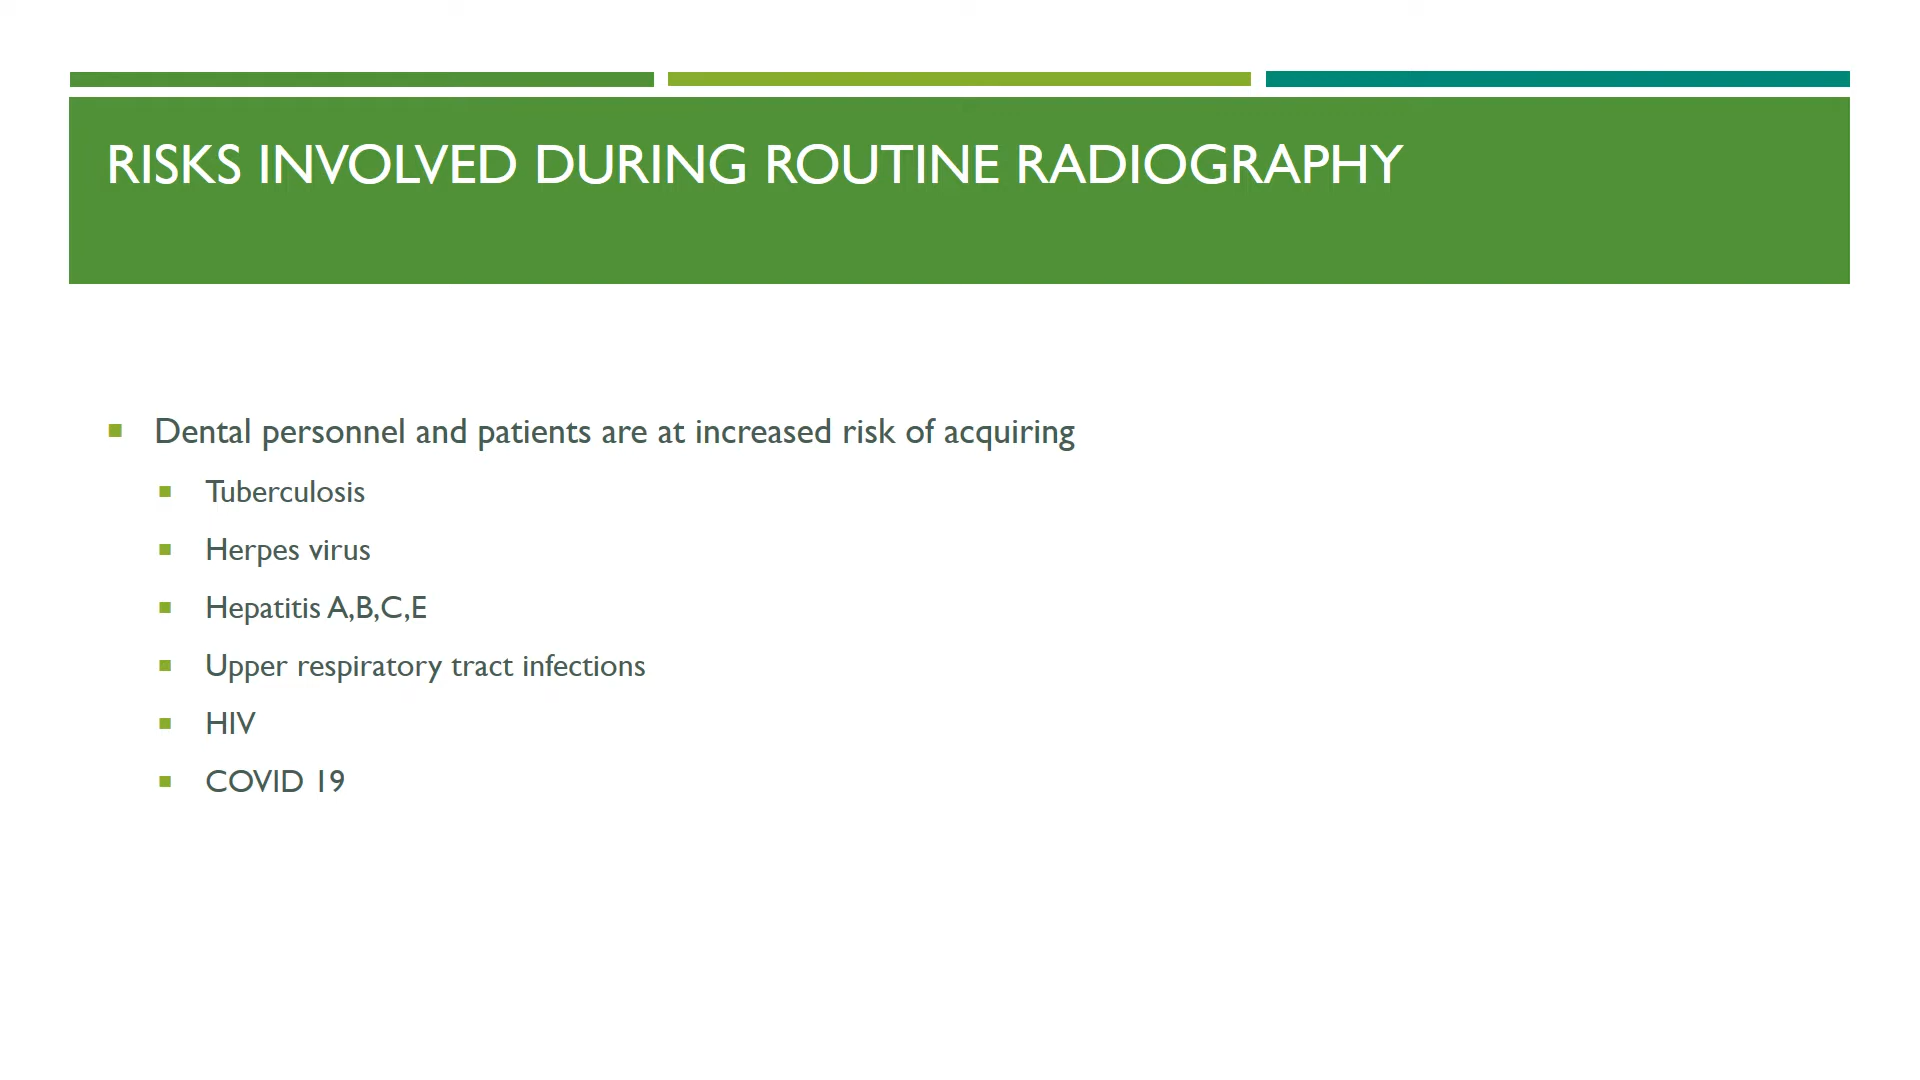 RISKS INVOLVED DURING ROUTINE RADIOGRAPHY
Dental personnel and patients are at increased risk of acquiring
Tuberculosis
Herpes virus
Hepatitis A,B,C,E
Upper respiratory tract infections
HIV
COVID 19